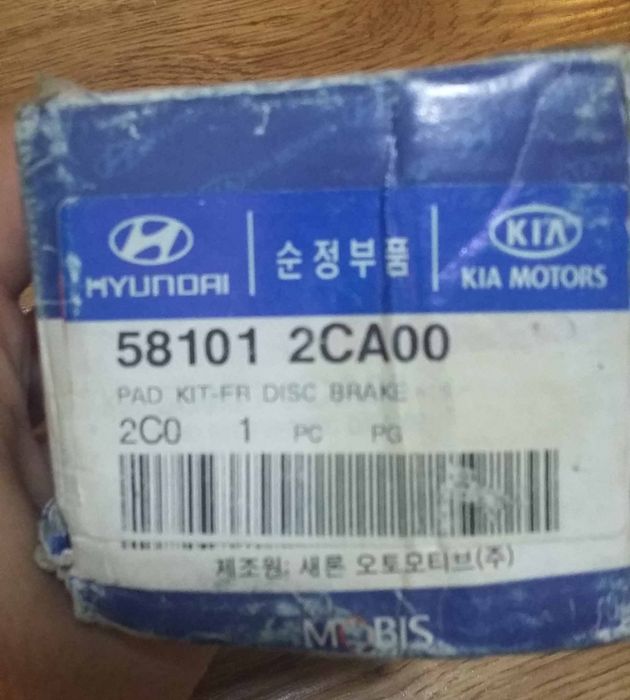 HYUNDAI 순정부품 KIA
KIA MOTORS
58101 2CA00
PAD KIT-FR DISC BRAKE
2C0 1 PC PG
제조원: 새론 오토모티브(주)
MOBIS